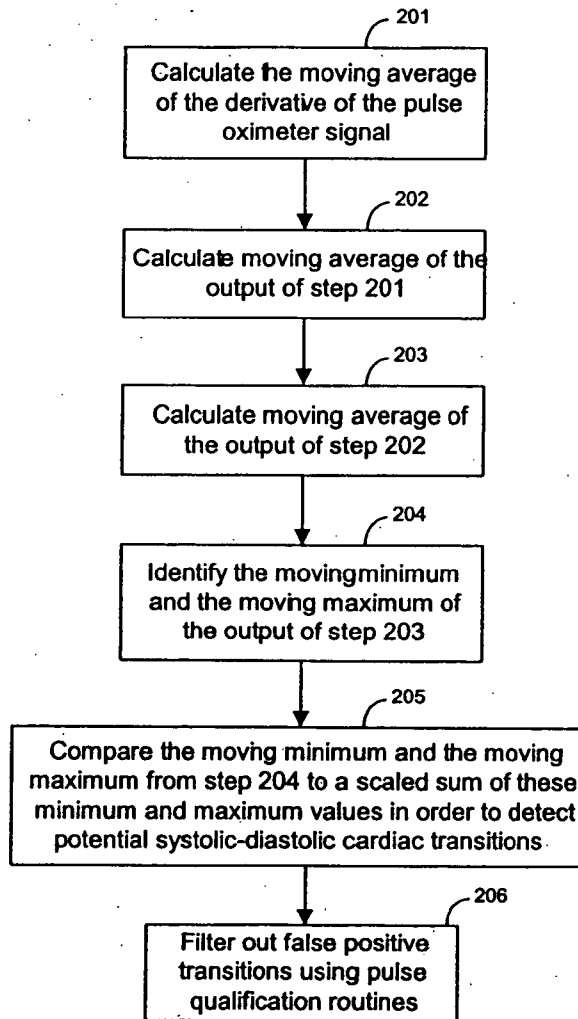 201
Calculate the moving average
of the derivative of the pulse
oximeter signal
202
Calculate moving average of the
output of step 201
203
Calculate moving average of
the output of step 202
204
Identify the moving minimum
and the moving maximum of
the output of step 203
205
Compare the moving minimum and the moving
maximum from step 204 to a scaled sum of these
minimum and maximum values in order to detect
potential systolic-diastolic cardiac transitions
206
Filter out false positive
transitions using pulse
qualification routines